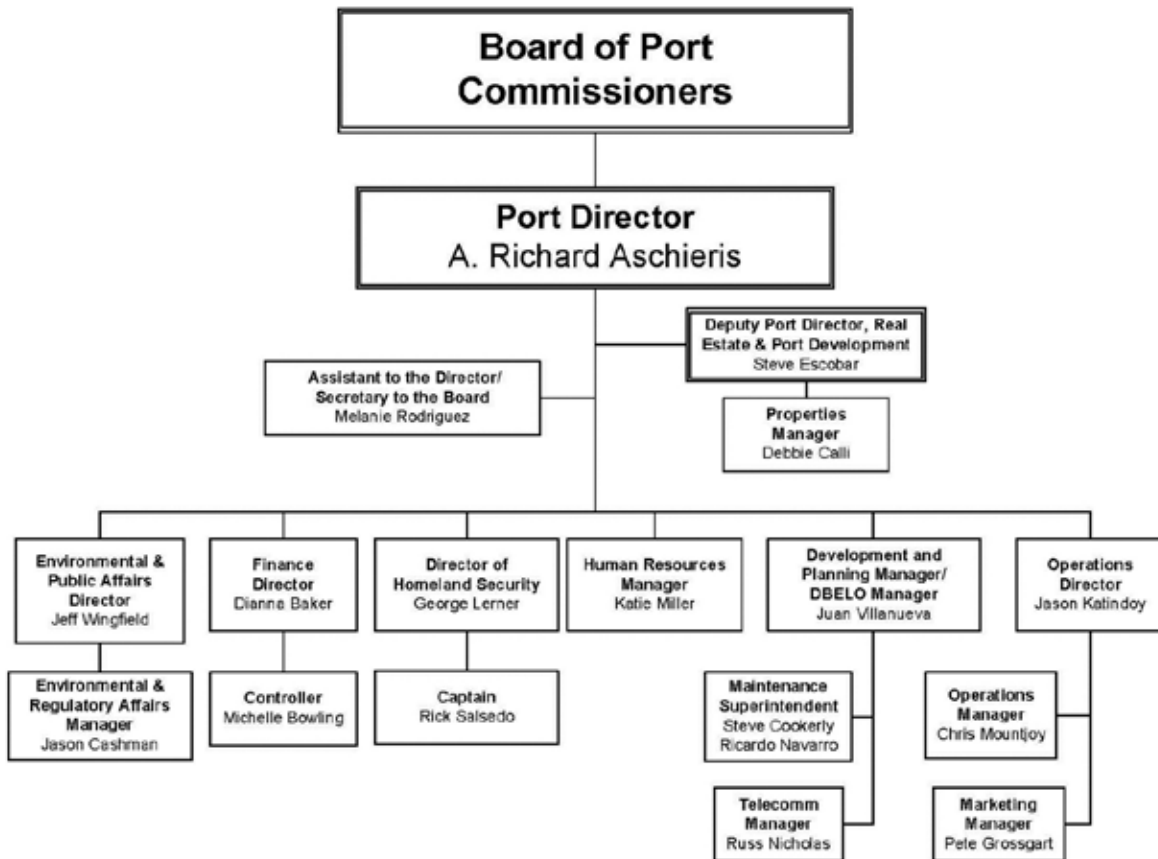 Board of Port
Commissioners
Port Director
A. Richard Aschieris
Deputy Port Director, Real
Estate & Port Development
Steve Escobar
Assistant to the Director/
Secretary to the Board
Melanie Rodriguez
Properties
Manager
Debbie Calli
Environmental &
Public Affairs
Director
Jeff Wingfield
Finance
Director
Dianna Baker
Director of
Homeland Security
George Lerner
Human Resources
Manager
Katie Miller
Development and
Planning Manager/
DBELO Manager
Juan Villanueva
Operations
Director
Jason Katindoy
Environmental &
Regulatory Affairs
Manager
Jason Cashman
Controller
Michelle Bowling
Captain
Rick Salsedo
Maintenance
Superintendent
Steve Cookerly
Ricardo Navarro
Operations
Manager
Chris Mountjoy
Telecomm
Manager
Russ Nicholas
Marketing
Manager
Pete Grossgart